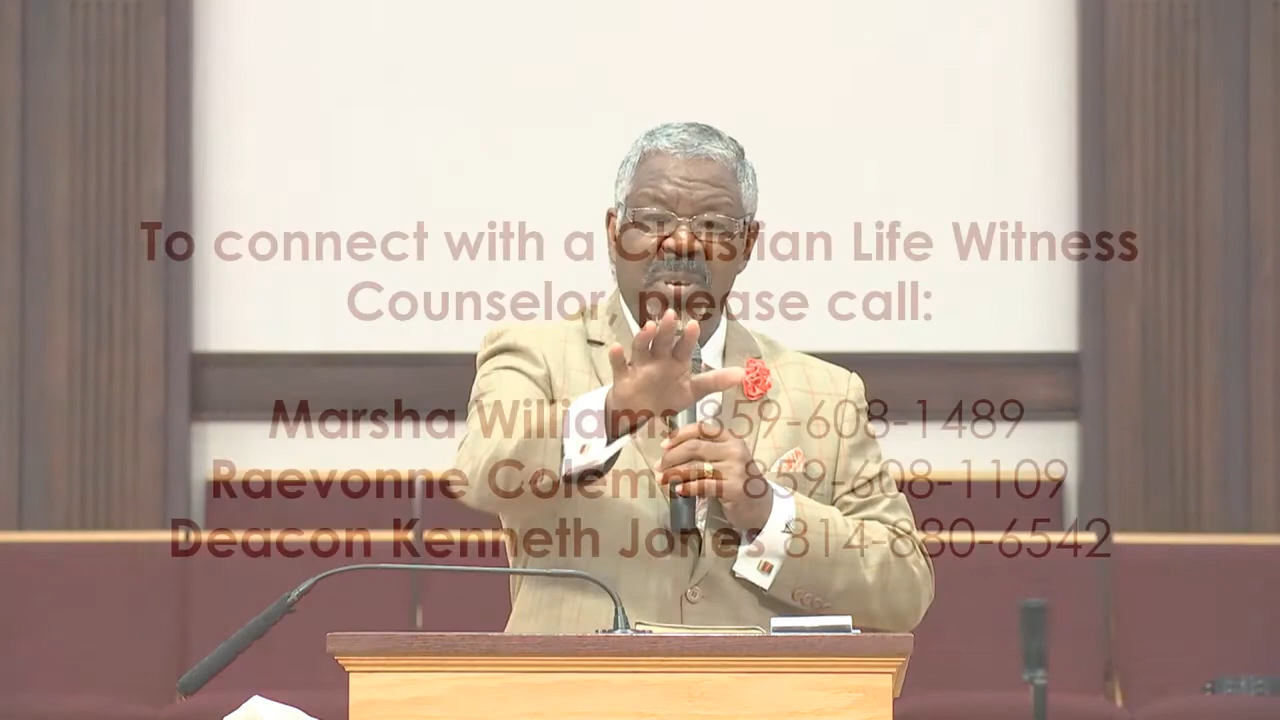 To connect with a Christian Life Witness
Counselor, please call:
Marsha Williams 859-608-1489
Raevonne Coleman 859-608-1109
Deacon Kenneth Jones 814-880-6542